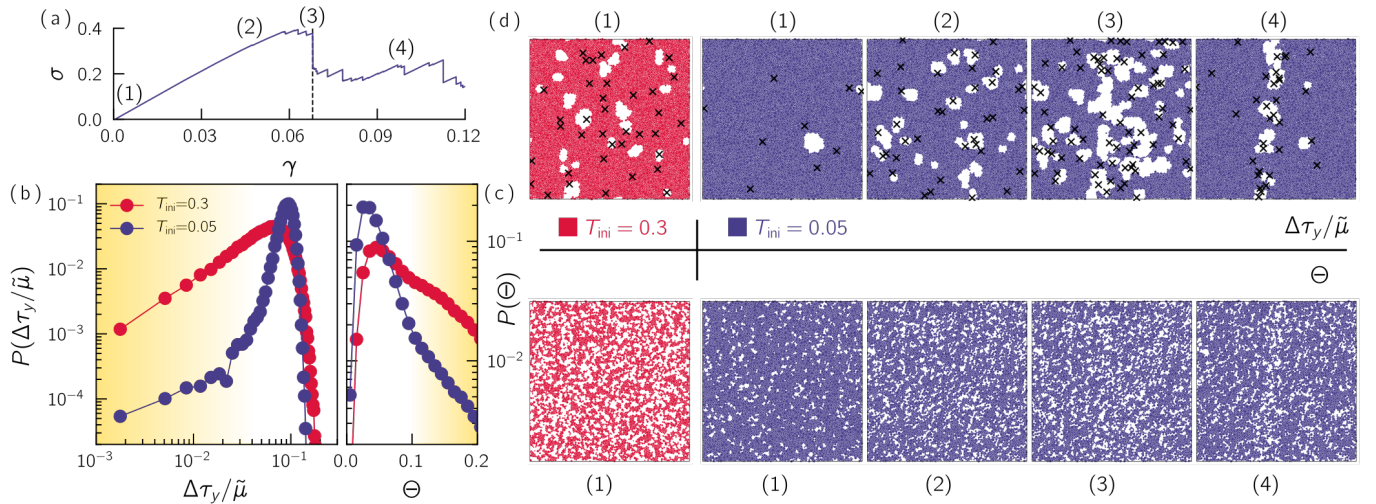 (a)
σ
0.4
0.2
0.0
(1)
(2)
(3)
(4)
0.0
0.03
0.06
0.09
0.12
γ
(b)
P(Δτ_y/μ̃)
10⁻¹
10⁻²
10⁻³
10⁻⁴
T_ini=0.3
T_ini=0.05
10⁻³
10⁻²
10⁻¹
Δτ_y/μ̃
(c)
P(Θ)
10⁻¹
10⁻²
0.0
0.1
0.2
Θ
(d)
(1) (1) (2) (3) (4)
T_ini = 0.3 T_ini = 0.05 Δτ_y/μ̃
Θ
(1) (1) (2) (3) (4)